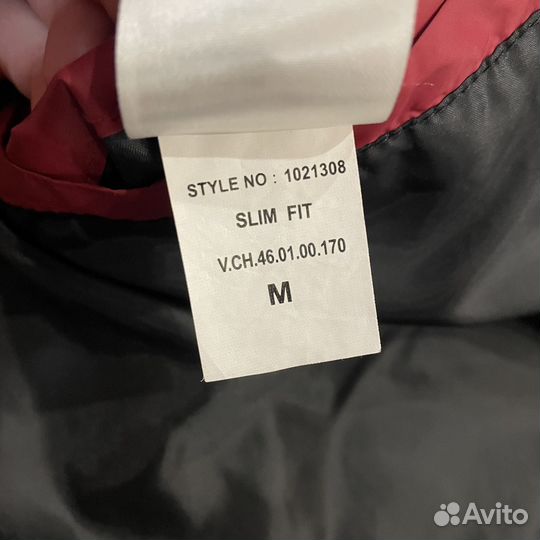 STYLE NO : 1021308
SLIM FIT
V.CH.46.01.00.170
M
Avito